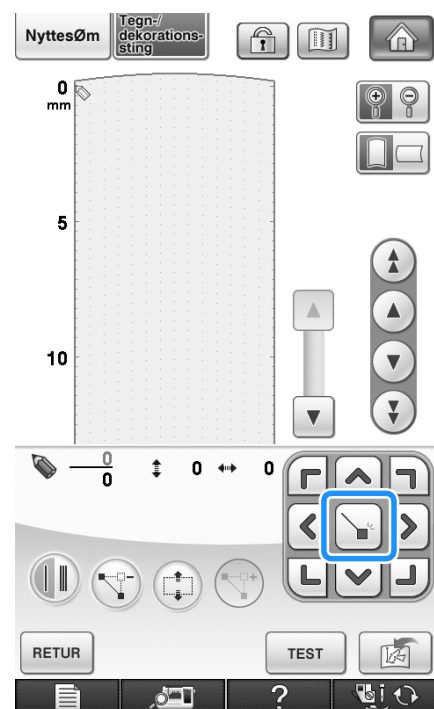 NyttesØm
Tegn-/
dekorations-
sting
0
mm
5
10
0
0
0
0
RETUR
TEST
?